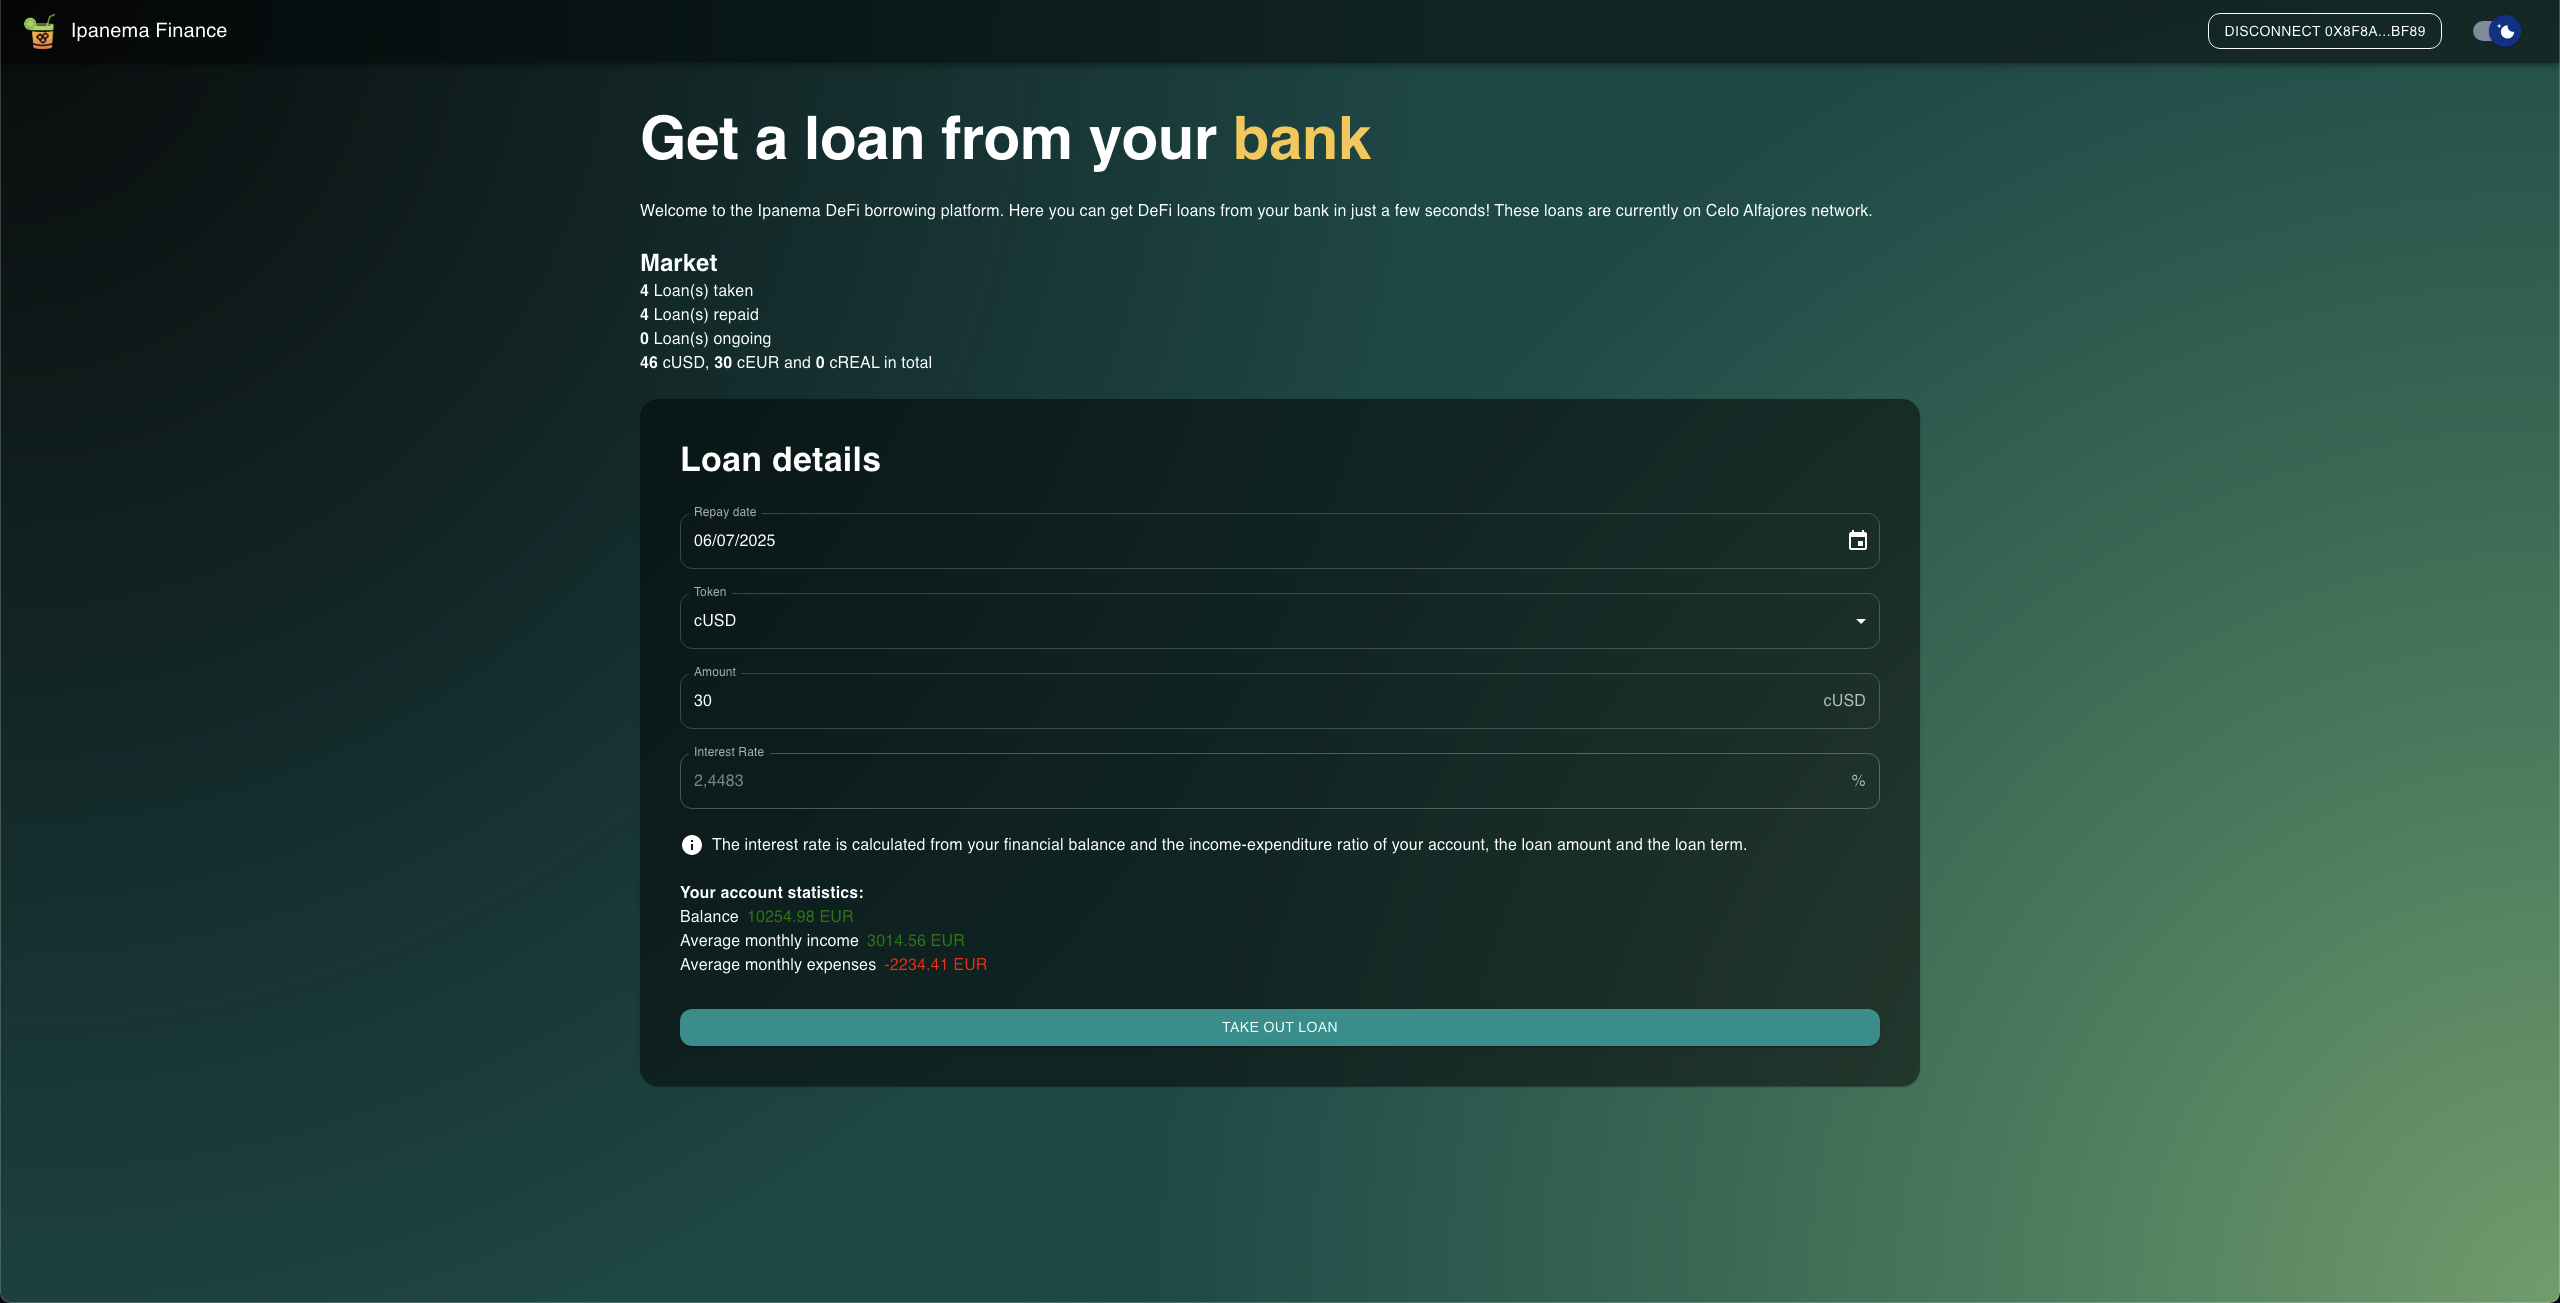 Ipanema Finance
DISCONNECT 0X8F8A...BF89
Get a loan from your bank
Welcome to the Ipanema DeFi borrowing platform. Here you can get DeFi loans from your bank in just a few seconds! These loans are currently on Celo Alfajores network.
Market
4 Loan(s) taken
4 Loan(s) repaid
0 Loan(s) ongoing
46 cUSD, 30 cEUR and 0 cREAL in total
Loan details
Repay date
06/07/2025
Token
cUSD
Amount
30 cUSD
Interest Rate
2,4483 %
The interest rate is calculated from your financial balance and the income-expenditure ratio of your account, the loan amount and the loan term.
Your account statistics:
Balance 10254.98 EUR
Average monthly income 3014.56 EUR
Average monthly expenses -2234.41 EUR
TAKE OUT LOAN